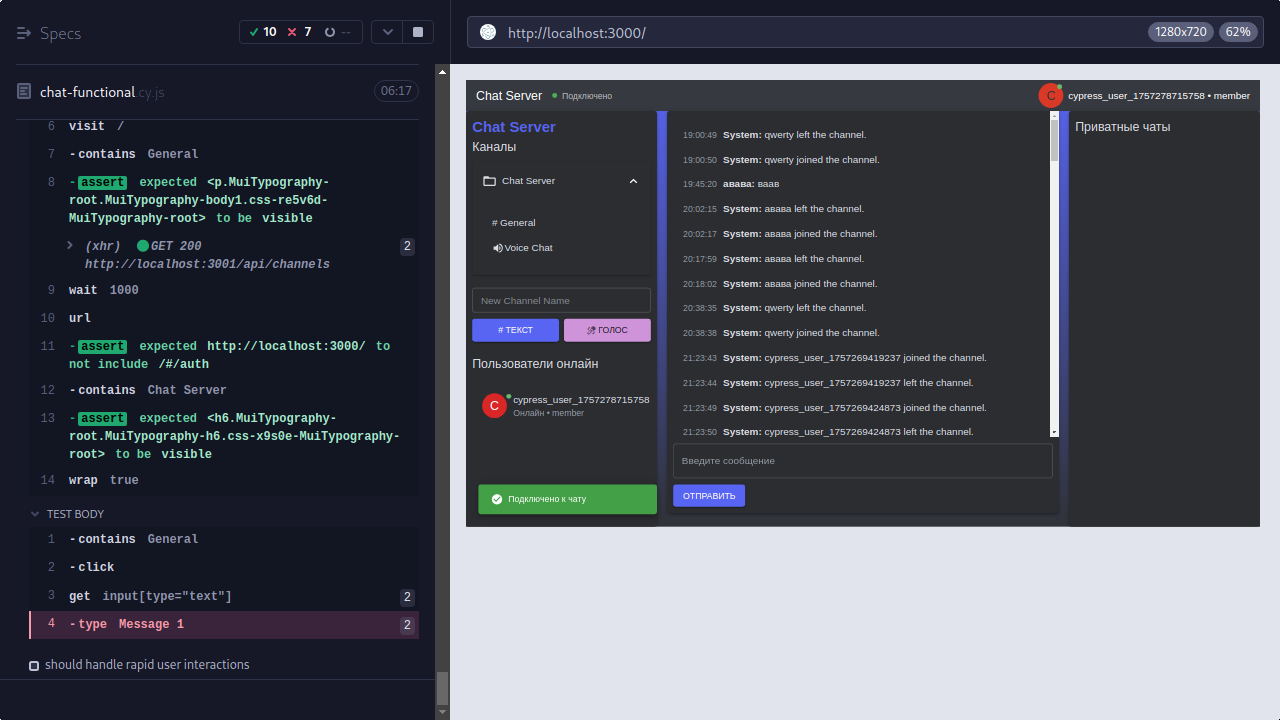 Specs
10
7
--
chat-functional.cy.js
06:17
6 visit /
7 -contains General
8 -assert expected <p.MuiTypography-
root.MuiTypography-body1.css-re5v6d-
MuiTypography-root> to be visible
(xhr) GET 200
http://localhost:3001/api/channels
2
9 wait 1000
10 url
11 -assert expected http://localhost:3000/ to
not include /#/auth
12 -contains Chat Server
13 -assert expected <h6.MuiTypography-
root.MuiTypography-h6.css-x9s0e-MuiTypography-
root> to be visible
14 wrap true
TEST BODY
1 -contains General
2 -click
3 get input[type="text"] 2
4 -type Message 1 2
should handle rapid user interactions
http://localhost:3000/
1280x720
62%
Chat Server
Подключено
C
cypress_user_1757278715758 • member
Chat Server
Каналы
Chat Server
# General
Voice Chat
New Channel Name
# ТЕКСТ
ГОЛОС
Пользователи онлайн
C
cypress_user_1757278715758
Онлайн • member
Подключено к чату
19:00:49 System: qwerty left the channel.
19:00:50 System: qwerty joined the channel.
19:45:20 авава: ваав
20:02:15 System: авава left the channel.
20:02:17 System: авава joined the channel.
20:17:59 System: авава left the channel.
20:18:02 System: авава joined the channel.
20:38:35 System: qwerty left the channel.
20:38:38 System: qwerty joined the channel.
21:23:43 System: cypress_user_1757269419237 joined the channel.
21:23:44 System: cypress_user_1757269419237 left the channel.
21:23:49 System: cypress_user_1757269424873 joined the channel.
21:23:50 System: cypress_user_1757269424873 left the channel.
Введите сообщение
ОТПРАВИТЬ
Приватные чаты